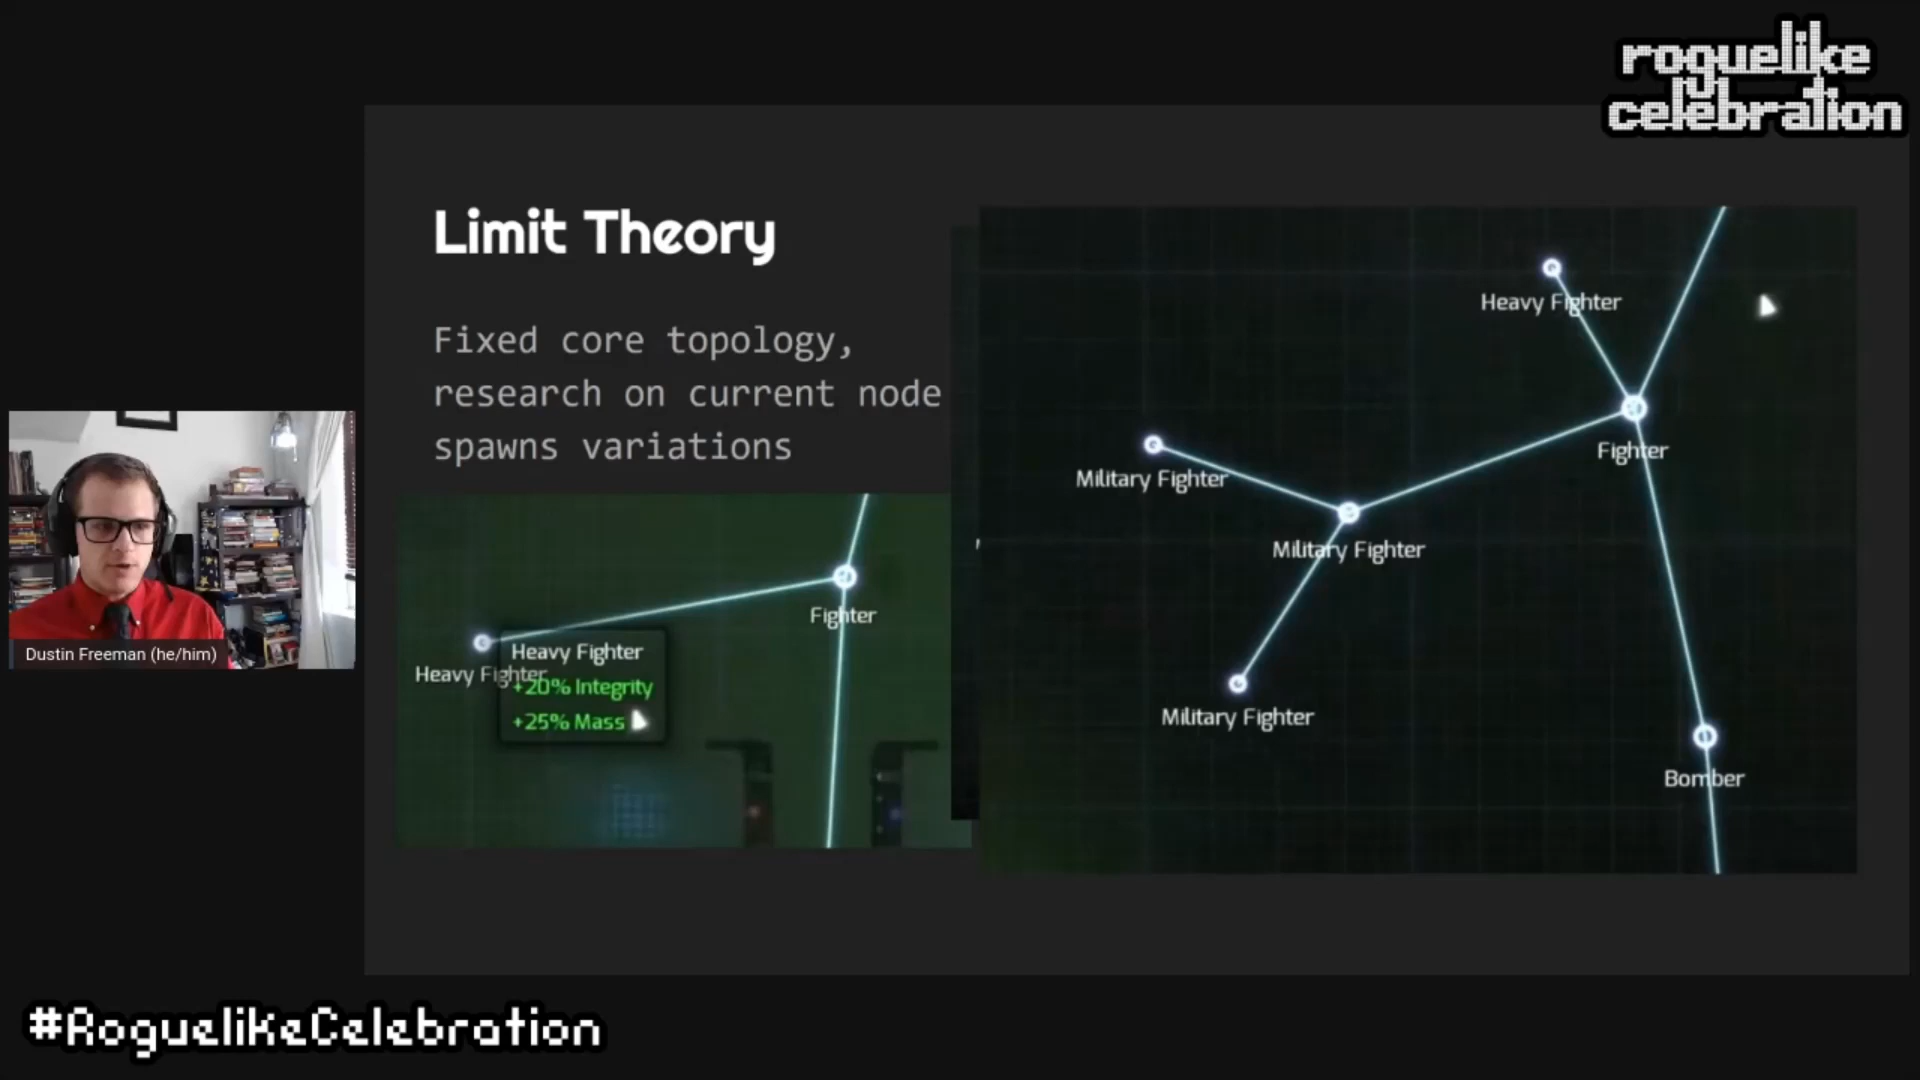 roguelike
celebration
Limit Theory
Fixed core topology,
research on current node
spawns variations
Fighter
Heavy Fighter
Heavy Fighter
+20% Integrity
+25% Mass
Heavy Fighter
Fighter
Military Fighter
Military Fighter
Military Fighter
Bomber
Dustin Freeman (he/him)
#RoguelikeCelebration